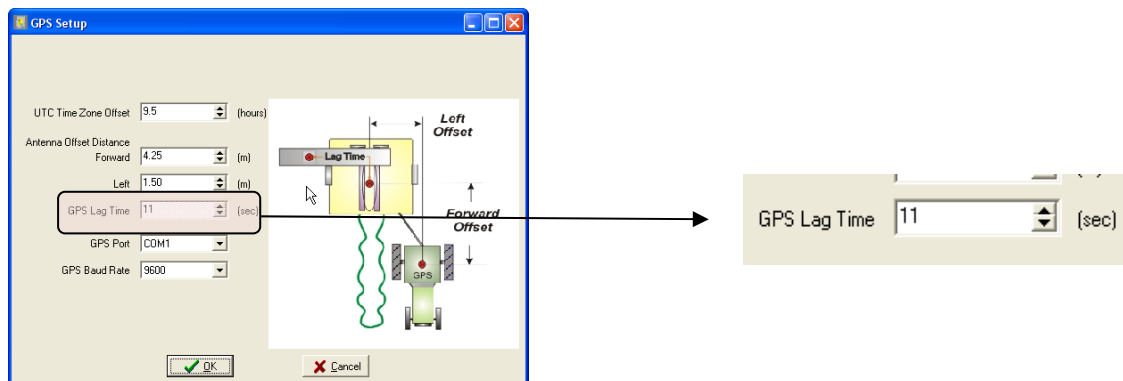 GPS Setup
UTC Time Zone Offset 9.5 (hours)
Antenna Offset Distance
Forward 4.25 (m)
Left 1.50 (m)
GPS Lag Time 11 (sec)
GPS Port COM1
GPS Baud Rate 9600
OK
Cancel
Left
Offset
Lag Time
Forward
Offset
GPS
GPS Lag Time 11 (sec)